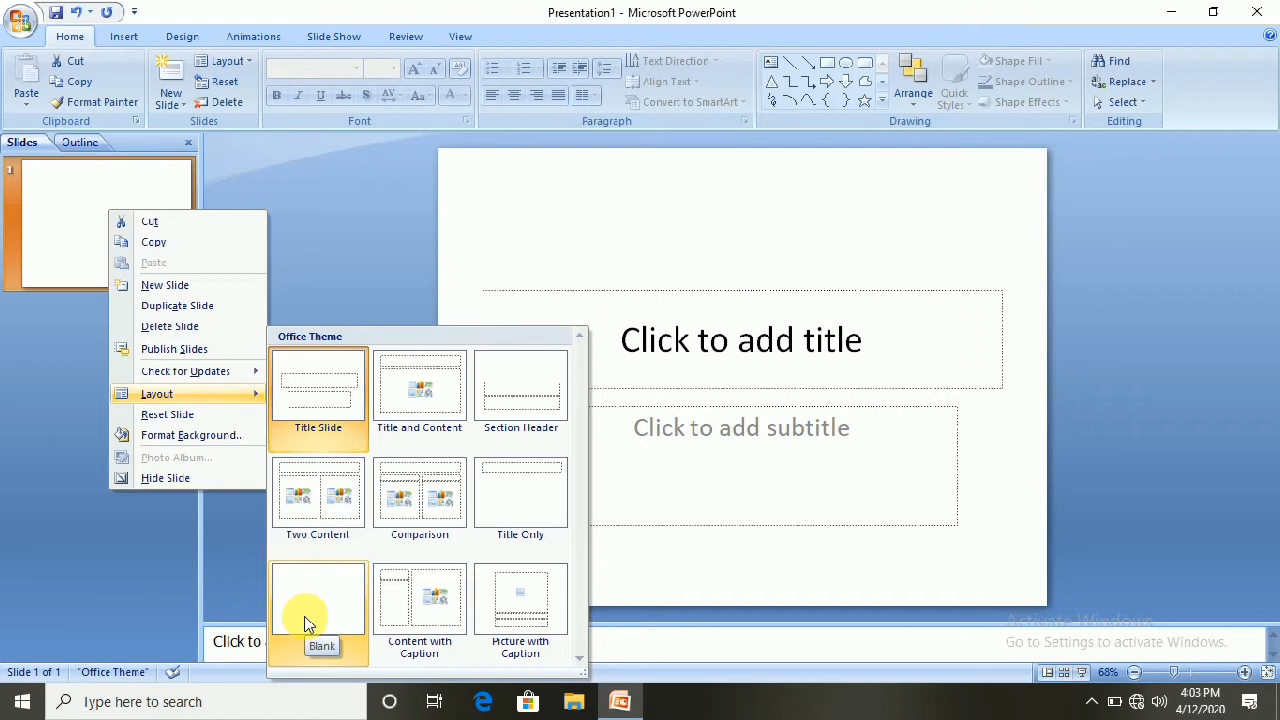 Presentation1 - Microsoft PowerPoint
Home Insert Design Animations Slide Show Review View
Cut
Copy
Format Painter
Paste
Clipboard
New Slide
Layout
Reset
Delete
Slides
B I U abc S AV Aa A
Font
Text Direction
Align Text
Convert to SmartArt
Paragraph
Arrange
Quick Styles
Shape Fill
Shape Outline
Shape Effects
Drawing
Find
Replace
Select
Editing
Slides Outline
1
Cut
Copy
Paste
New Slide
Duplicate Slide
Delete Slide
Publish Slides
Check for Updates
Layout
Reset Slide
Format Background...
Photo Album...
Hide Slide
Office Theme
Title Slide Title and Content Section Header
Two Content Comparison Title Only
Blank
Content with Caption
Picture with Caption
Click to add title
Click to add subtitle
Click to
Activate Windows
Go to Settings to activate Windows.
Slide 1 of 1 "Office Theme" 68%
Type here to search
4:03 PM
4/12/2020